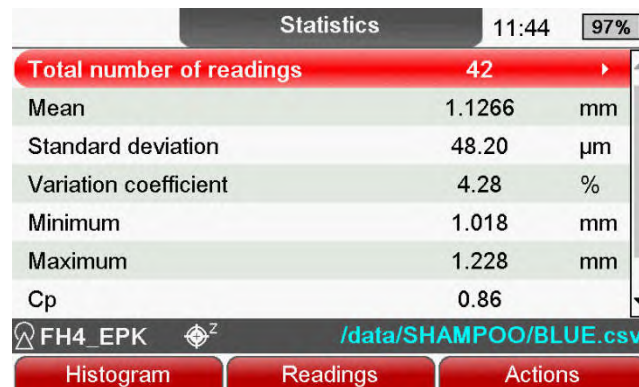 Statistics 11:44 97%
Total number of readings 42
Mean 1.1266 mm
Standard deviation 48.20 µm
Variation coefficient 4.28 %
Minimum 1.018 mm
Maximum 1.228 mm
Cp 0.86
FH4_EPK Z /data/SHAMPOO/BLUE.csv
Histogram Readings Actions